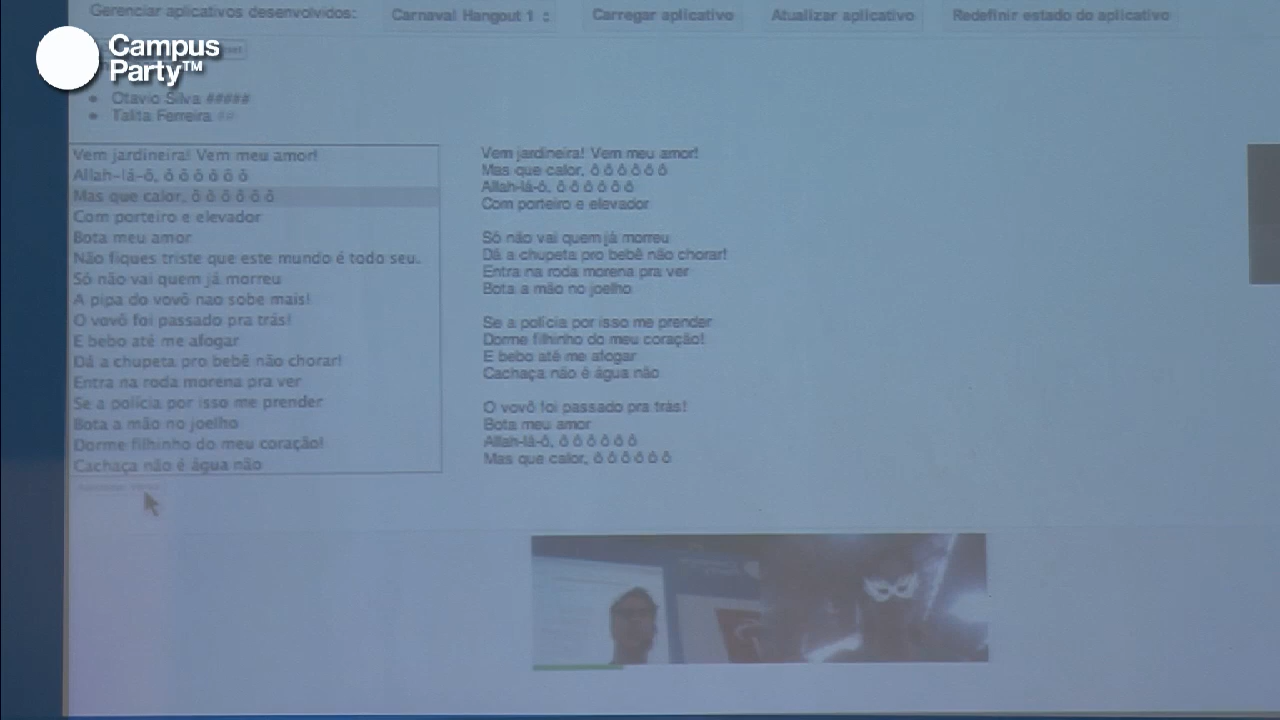 Gerenciar aplicativos desenvolvidos:
Carnaval Hangout 1
Carregar aplicativo
Atualizar aplicativo
Redefinir estado do aplicativo
Campus
Party™
Otavio Silva #####
Talita Ferreira ##
Vem jardineira! Vem meu amor!
Allah-lá-ô, ô ô ô ô ô ô
Mas que calor, ô ô ô ô ô ô
Com porteiro e elevador
Bota meu amor
Não fiques triste que este mundo é todo seu.
Só não vai quem já morreu
A pipa do vovô nao sobe mais!
O vovô foi passado pra trás!
E bebo até me afogar
Dá a chupeta pro bebê não chorar!
Entra na roda morena pra ver
Se a polícia por isso me prender
Bota a mão no joelho
Dorme filhinho do meu coração!
Cachaça não é água não
Vem jardineira! Vem meu amor!
Mas que calor, ô ô ô ô ô ô
Allah-lá-ô, ô ô ô ô ô ô
Com porteiro e elevador
Só não vai quem já morreu
Dá a chupeta pro bebê não chorar!
Entra na roda morena pra ver
Bota a mão no joelho
Se a polícia por isso me prender
Dorme filhinho do meu coração!
E bebo até me afogar
Cachaça não é água não
O vovô foi passado pra trás!
Bota meu amor
Allah-lá-ô, ô ô ô ô ô ô
Mas que calor, ô ô ô ô ô ô